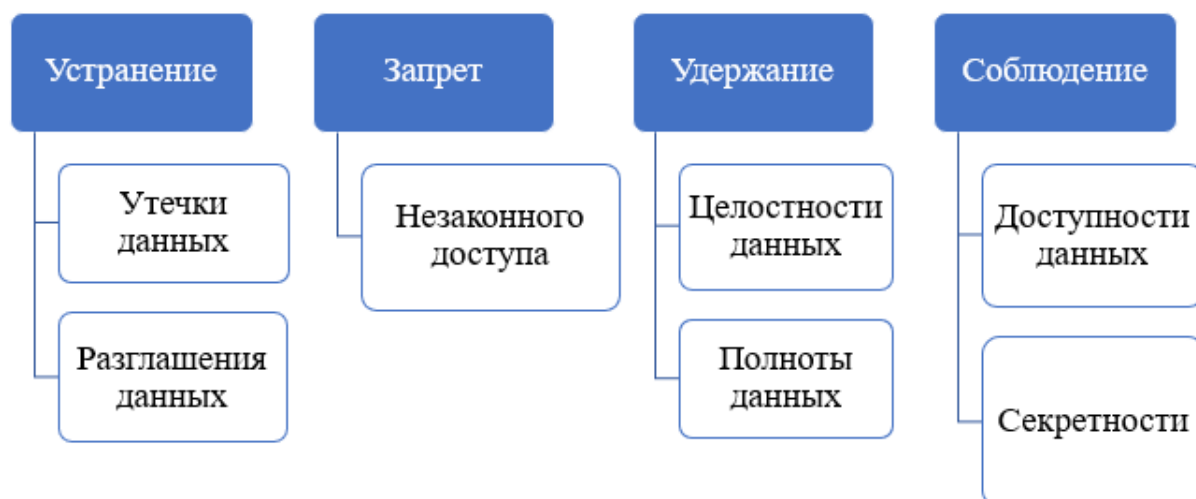 Устранение
Утечки
данных
Разглашения
данных
Запрет
Незаконного
доступа
Удержание
Целостности
данных
Полноты
данных
Соблюдение
Доступности
данных
Секретности